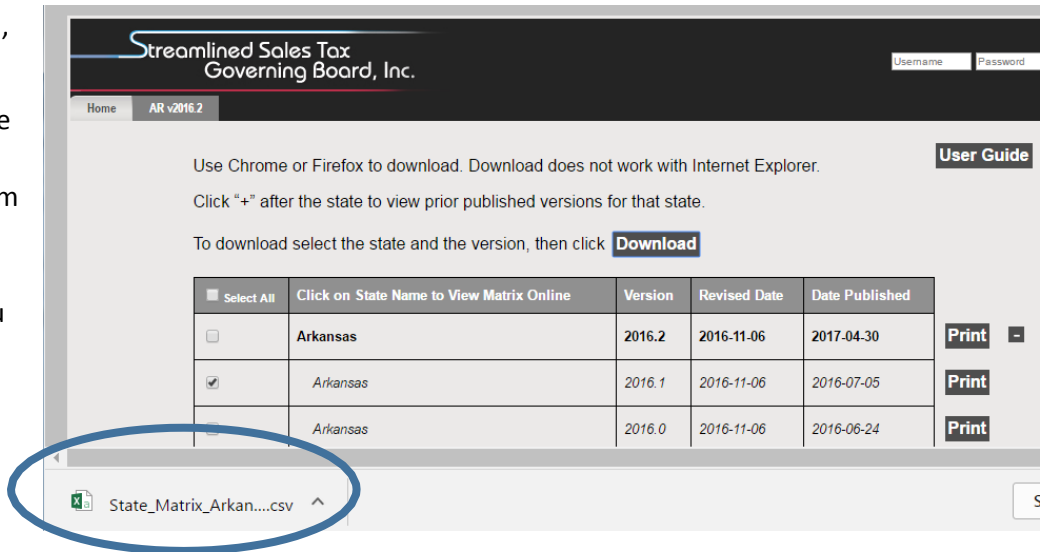 Streamlined Sales Tax
Governing Board, Inc.
Username Password
Home AR v2016.2
Use Chrome or Firefox to download. Download does not work with Internet Explorer.
User Guide
Click “+” after the state to view prior published versions for that state.
To download select the state and the version, then click Download
Select All Click on State Name to View Matrix Online Version Revised Date Date Published
Arkansas 2016.2 2016-11-06 2017-04-30 Print -
Arkansas 2016.1 2016-11-06 2016-07-05 Print
Arkansas 2016.0 2016-11-06 2016-06-24 Print
State_Matrix_Arkan....csv